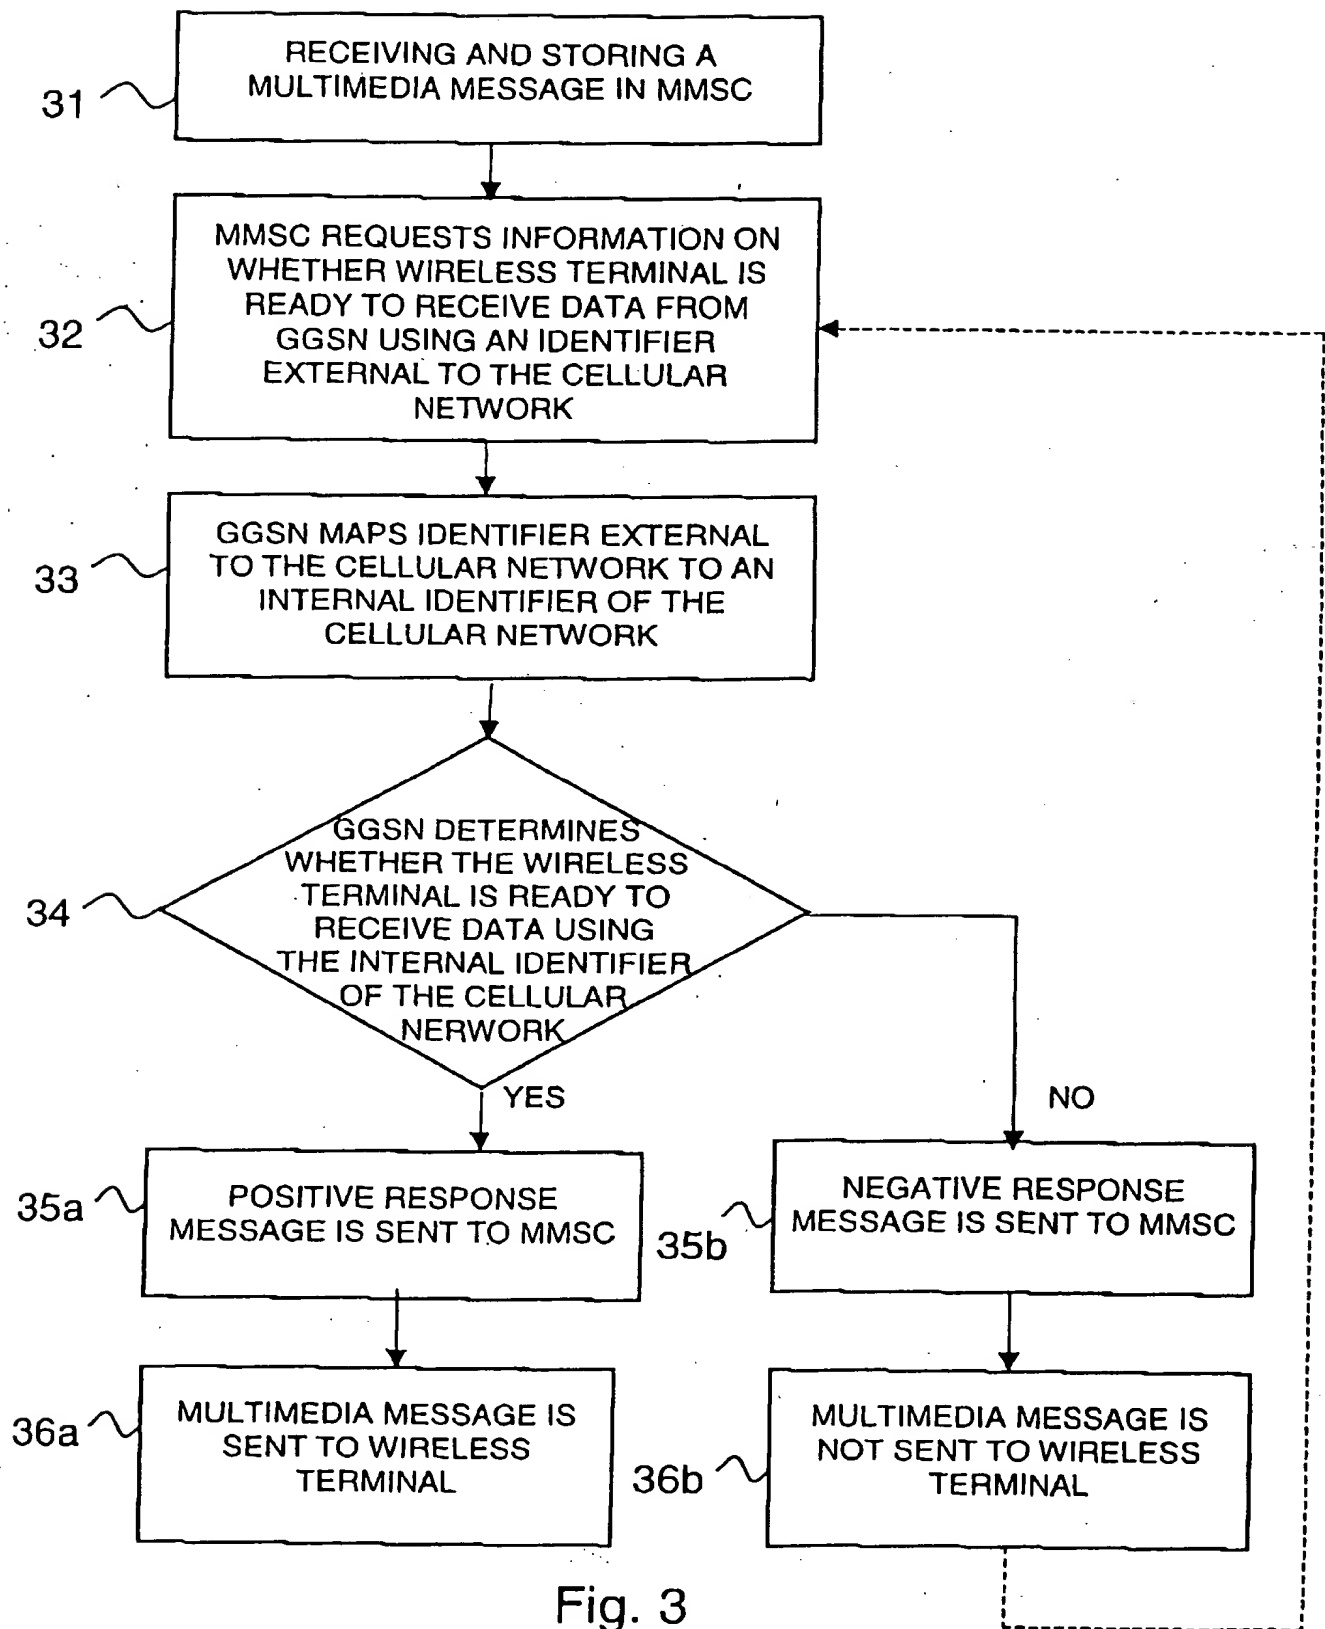 RECEIVING AND STORING A
MULTIMEDIA MESSAGE IN MMSC
31
MMSC REQUESTS INFORMATION ON
WHETHER WIRELESS TERMINAL IS
READY TO RECEIVE DATA FROM
GGSN USING AN IDENTIFIER
EXTERNAL TO THE CELLULAR
NETWORK
32
GGSN MAPS IDENTIFIER EXTERNAL
TO THE CELLULAR NETWORK TO AN
INTERNAL IDENTIFIER OF THE
CELLULAR NETWORK
33
GGSN DETERMINES
WHETHER THE WIRELESS
TERMINAL IS READY TO
RECEIVE DATA USING
THE INTERNAL IDENTIFIER
OF THE CELLULAR
NERWORK
34
YES
NO
POSITIVE RESPONSE
MESSAGE IS SENT TO MMSC
35a
NEGATIVE RESPONSE
MESSAGE IS SENT TO MMSC
35b
MULTIMEDIA MESSAGE IS
SENT TO WIRELESS
TERMINAL
36a
MULTIMEDIA MESSAGE IS
NOT SENT TO WIRELESS
TERMINAL
36b
Fig. 3